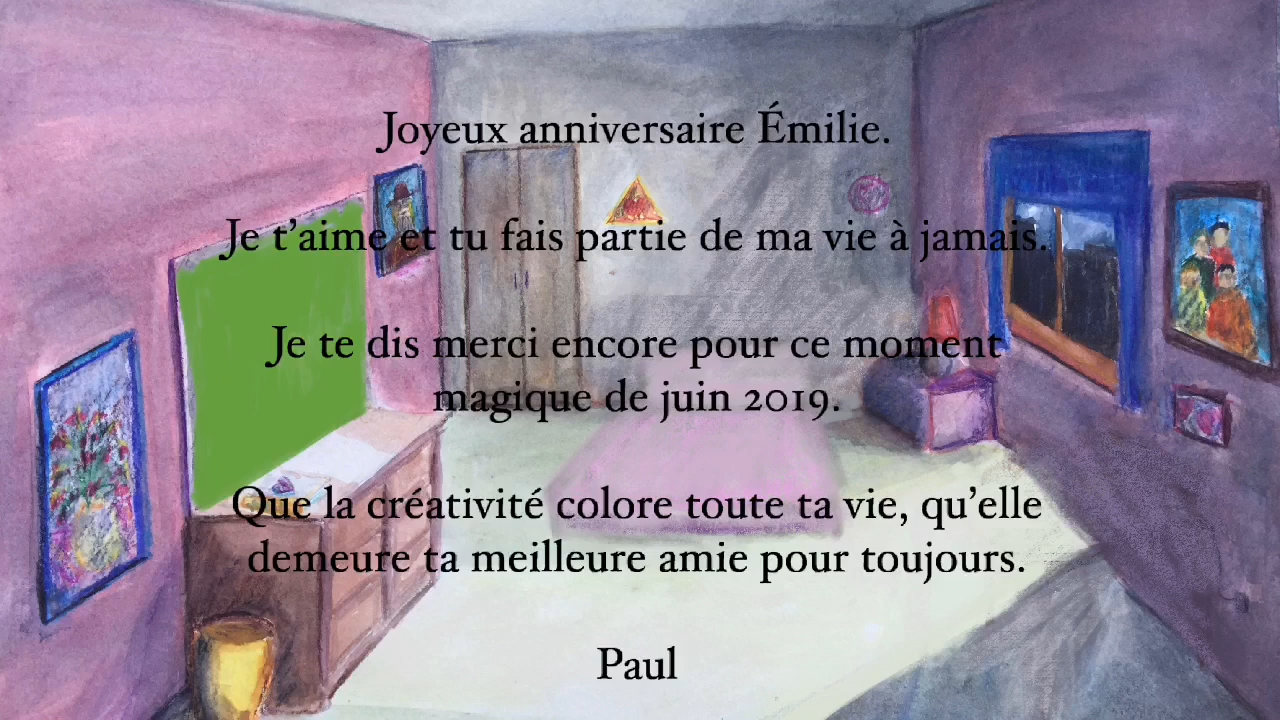 Joyeux anniversaire Émilie.
Je t’aime et tu fais partie de ma vie à jamais.
Je te dis merci encore pour ce moment
magique de juin 2019.
Que la créativité colore toute ta vie, qu’elle
demeure ta meilleure amie pour toujours.
Paul